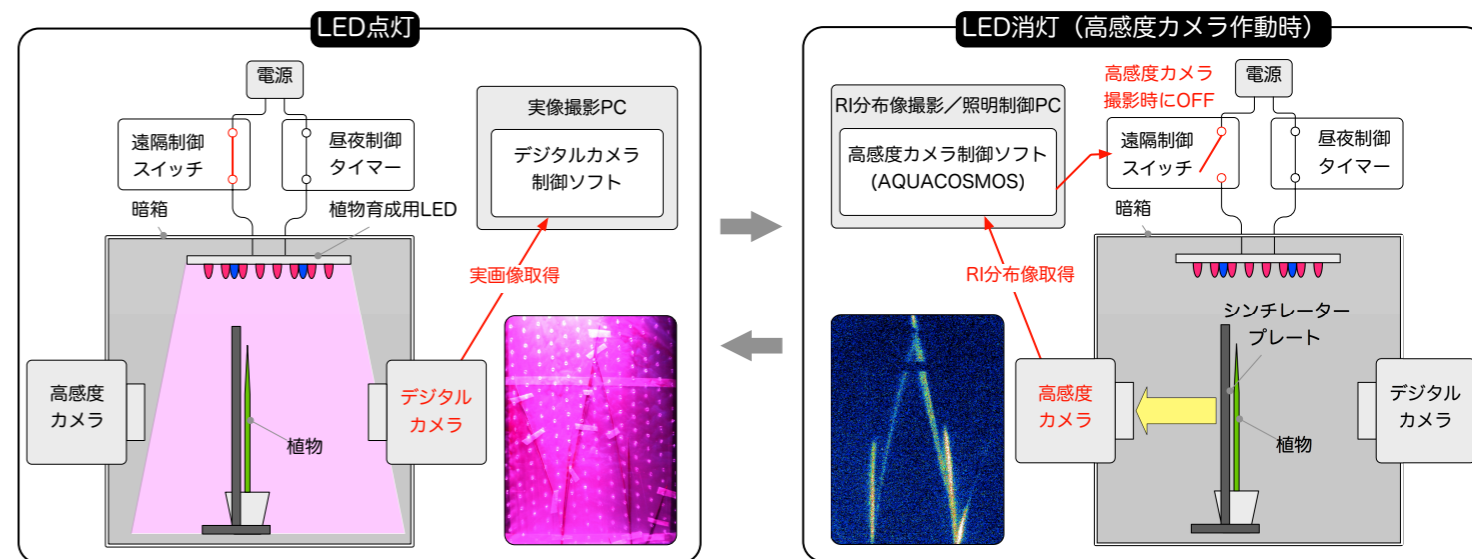 LED点灯
電源
遠隔制御
スイッチ
昼夜制御
タイマー
実像撮影PC
デジタルカメラ
制御ソフト
暗箱
植物育成用LED
実画像取得
高感度
カメラ
植物
デジタル
カメラ
LED消灯（高感度カメラ作動時）
高感度カメラ
撮影時にOFF
電源
RI分布像撮影／照明制御PC
高感度カメラ制御ソフト
(AQUACOSMOS)
遠隔制御
スイッチ
昼夜制御
タイマー
暗箱
RI分布像取得
シンチレーター
プレート
高感度
カメラ
植物
デジタル
カメラ